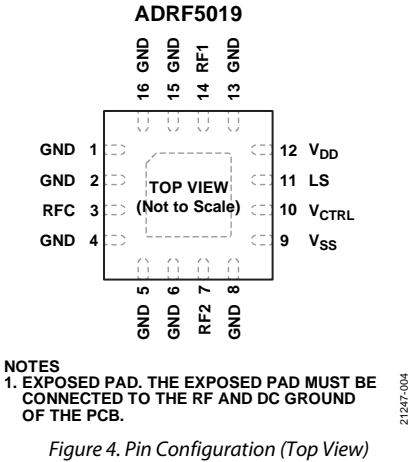 ADRF5019
16 GND
15 GND
14 RF1
13 GND
GND 1
GND 2
RFC 3
GND 4
TOP VIEW
(Not to Scale)
12 VDD
11 LS
10 VCTRL
9 VSS
GND 5
GND 6
RF2 7
GND 8
NOTES
1. EXPOSED PAD. THE EXPOSED PAD MUST BE
CONNECTED TO THE RF AND DC GROUND
OF THE PCB.
21247-004
Figure 4. Pin Configuration (Top View)